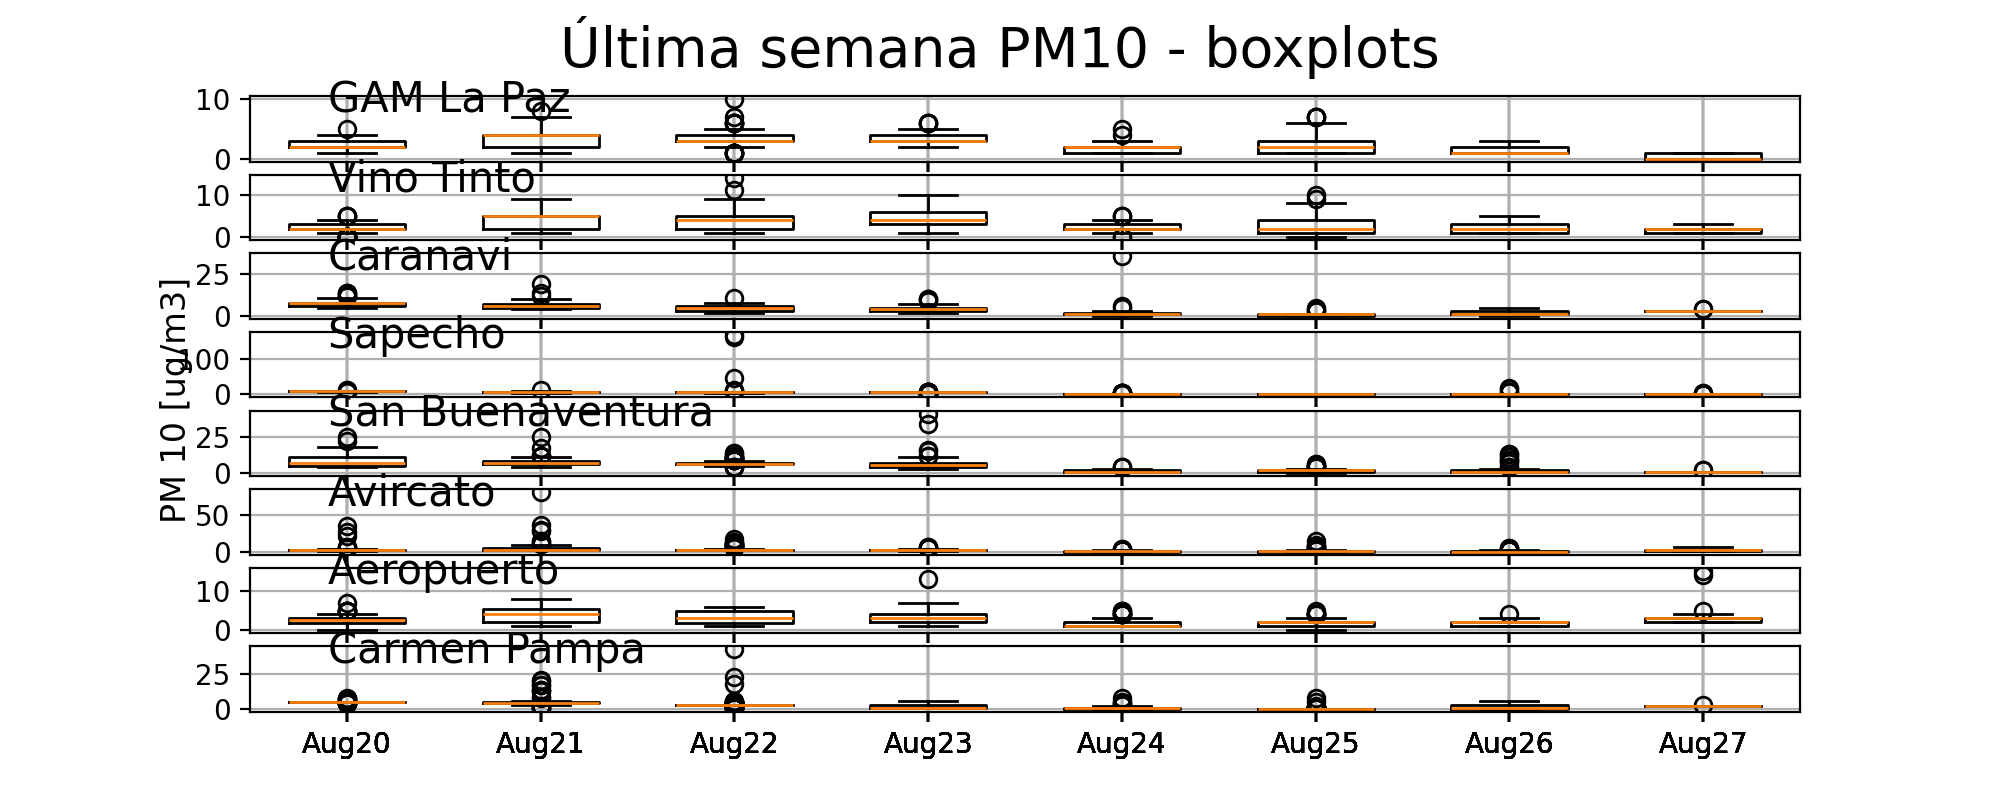 Última semana PM10 - boxplots
PM 10 [ug/m3]
GAM La Paz
10
0
Vino Tinto
10
0
Caranavi
25
0
Sapecho
100
0
San Buenaventura
25
0
Avircato
50
0
Aeropuerto
10
0
Carmen Pampa
25
0
Aug20 Aug21 Aug22 Aug23 Aug24 Aug25 Aug26 Aug27